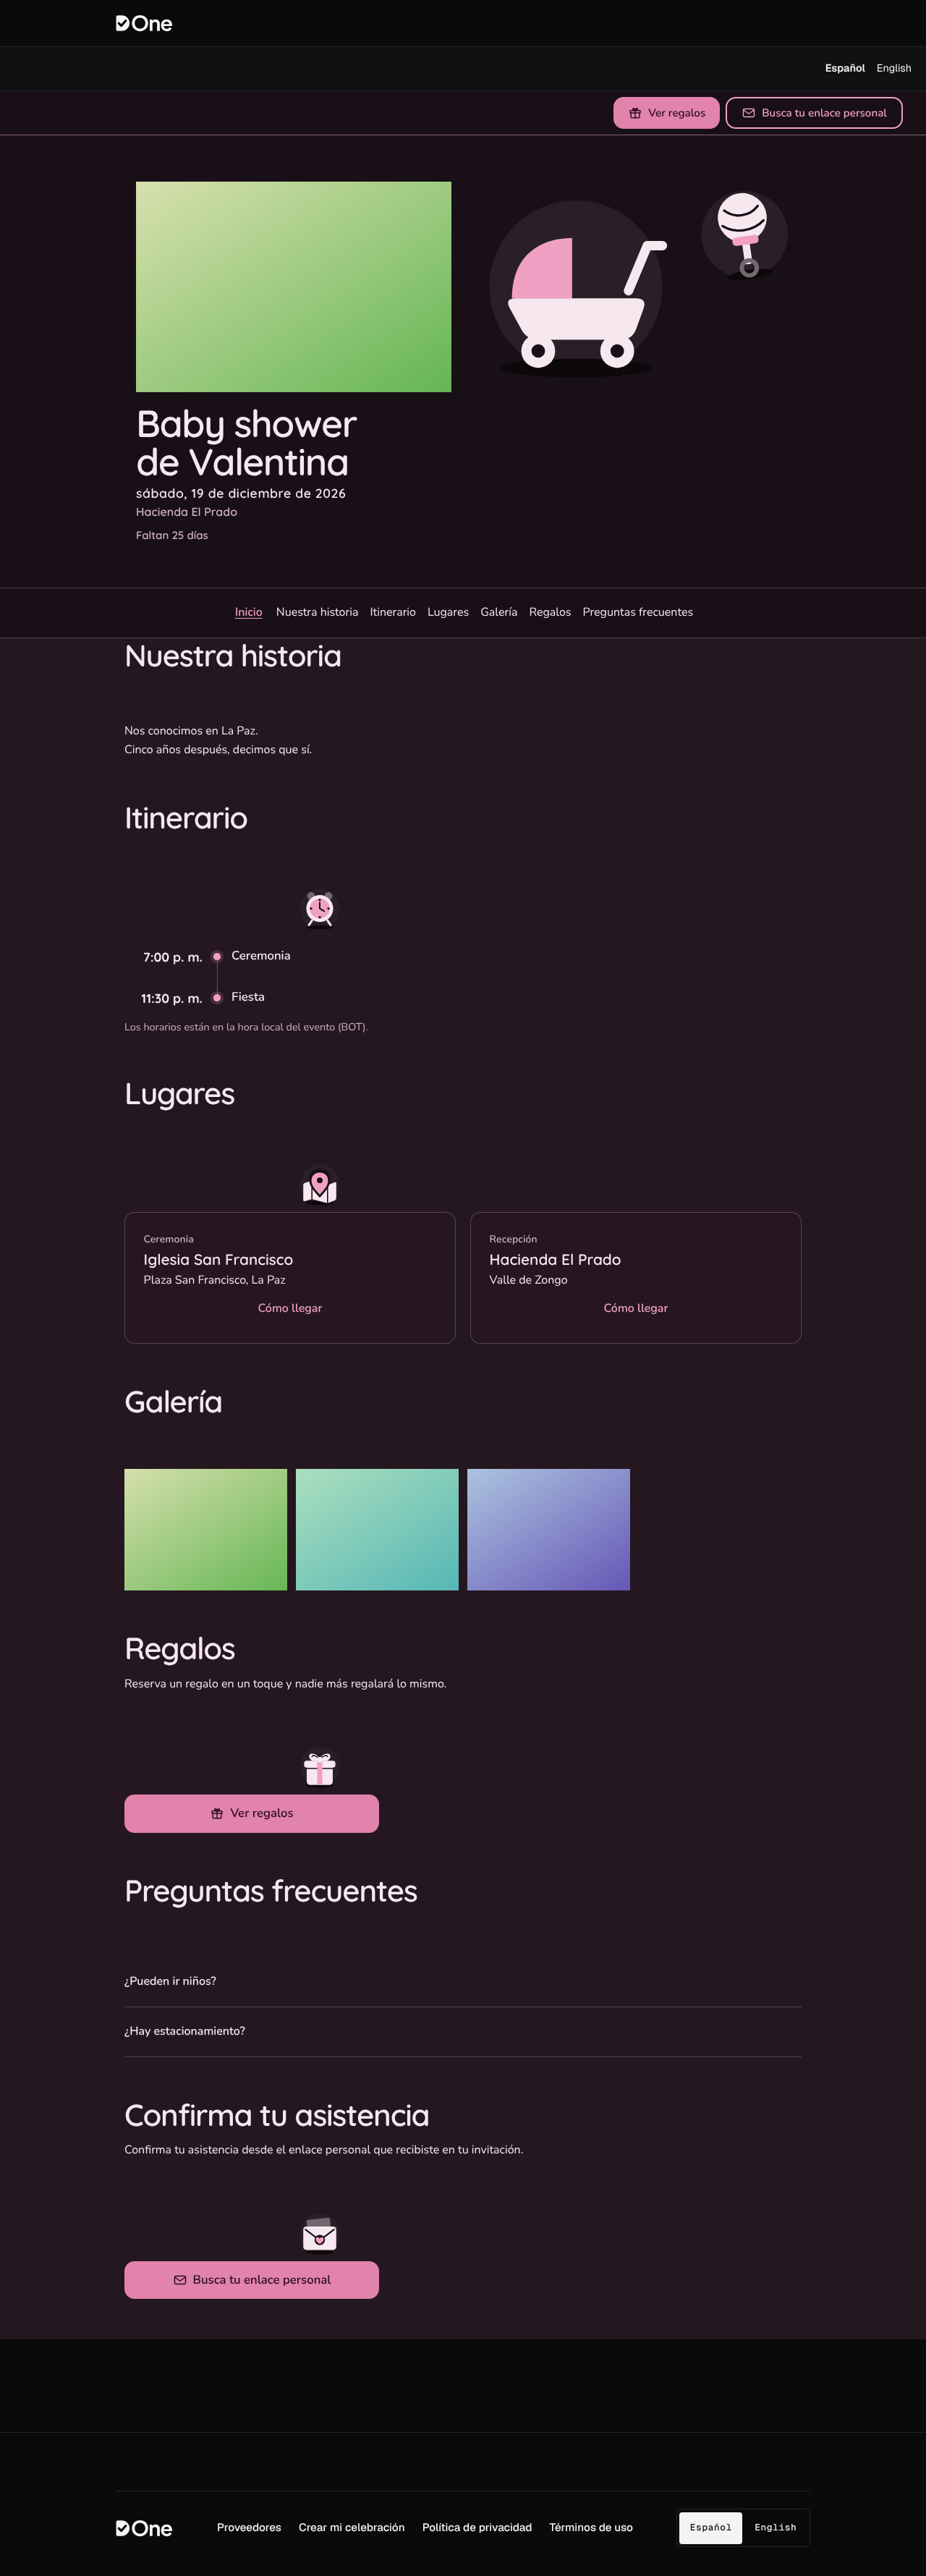 One
Español English
Ver regalos Busca tu enlace personal
Baby shower
de Valentina
sábado, 19 de diciembre de 2026
Hacienda El Prado
Faltan 25 días
Inicio Nuestra historia Itinerario Lugares Galería Regalos Preguntas frecuentes
Nuestra historia
Nos conocimos en La Paz.
Cinco años después, decimos que sí.
Itinerario
7:00 p. m. Ceremonia
11:30 p. m. Fiesta
Los horarios están en la hora local del evento (BOT).
Lugares
Ceremonia
Iglesia San Francisco
Plaza San Francisco, La Paz
Cómo llegar
Recepción
Hacienda El Prado
Valle de Zongo
Cómo llegar
Galería
Regalos
Reserva un regalo en un toque y nadie más regalará lo mismo.
Ver regalos
Preguntas frecuentes
¿Pueden ir niños?
¿Hay estacionamiento?
Confirma tu asistencia
Confirma tu asistencia desde el enlace personal que recibiste en tu invitación.
Busca tu enlace personal
One Proveedores Crear mi celebración Política de privacidad Términos de uso Español English